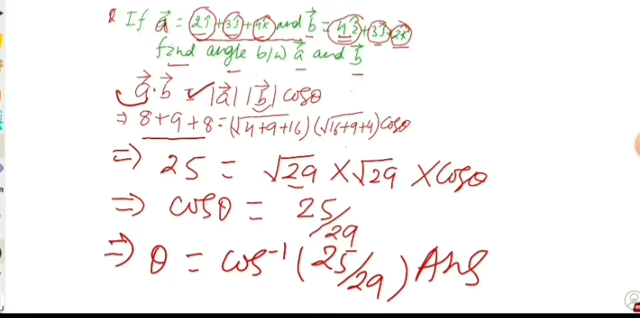 Q If a⃗ = 2î+3ĵ+4k̂ and b⃗ = 4î+3ĵ+2k̂
find angle b/w a⃗ and b⃗
a⃗.b⃗ = |a⃗| |b⃗| cosθ
⇒ 8+9+8=(√4+9+16)(√16+9+4)cosθ
⇒ 25 = √29 × √29 × cosθ
⇒ cosθ = 25/29
⇒ θ = cos⁻¹(25/29) Ans